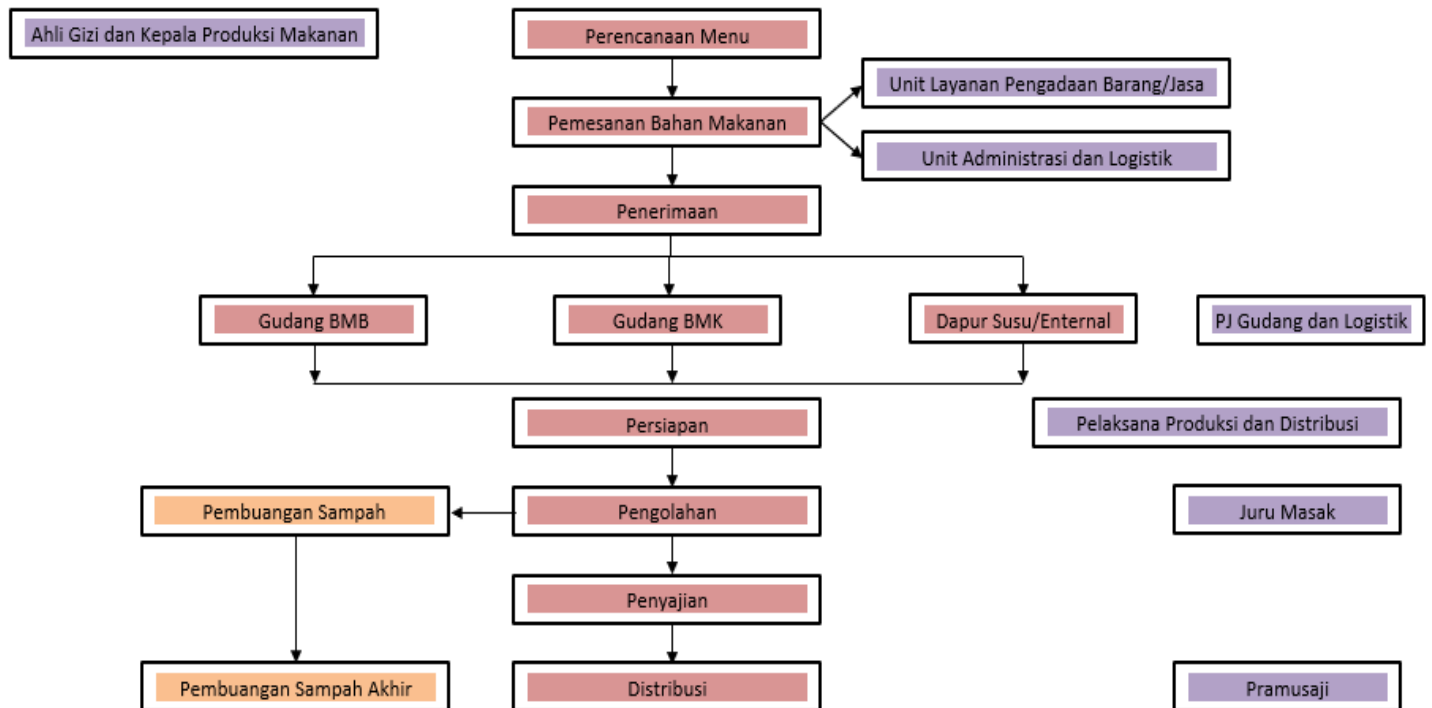 Ahli Gizi dan Kepala Produksi Makanan
Perencanaan Menu
Unit Layanan Pengadaan Barang/Jasa
Pemesanan Bahan Makanan
Unit Administrasi dan Logistik
Penerimaan
Gudang BMB
Gudang BMK
Dapur Susu/Enternal
PJ Gudang dan Logistik
Persiapan
Pelaksana Produksi dan Distribusi
Pembuangan Sampah
Pengolahan
Juru Masak
Penyajian
Pembuangan Sampah Akhir
Distribusi
Pramusaji